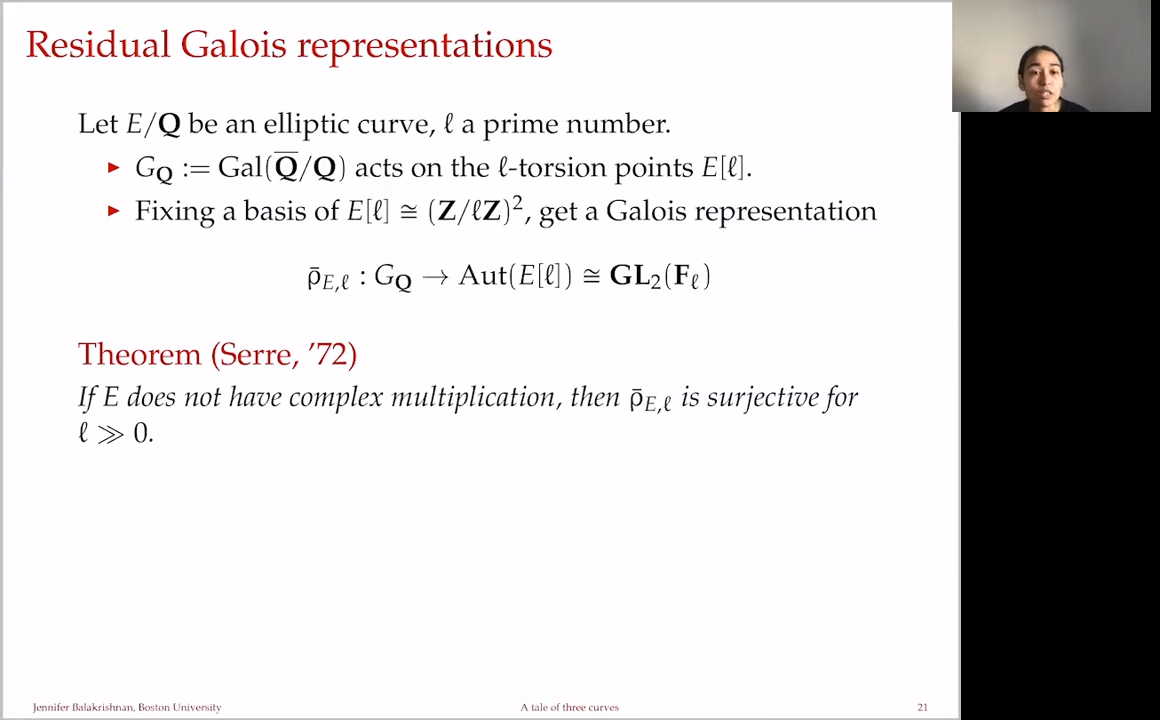 Residual Galois representations
Let E/Q be an elliptic curve, ℓ a prime number.
▸ G_Q := Gal(Q̅/Q) acts on the ℓ-torsion points E[ℓ].
▸ Fixing a basis of E[ℓ] ≅ (Z/ℓZ)², get a Galois representation
ρ̄_{E,ℓ} : G_Q → Aut(E[ℓ]) ≅ GL₂(F_ℓ)
Theorem (Serre, ’72)
If E does not have complex multiplication, then ρ̄_{E,ℓ} is surjective for
ℓ ≫ 0.
Jennifer Balakrishnan, Boston University
A tale of three curves
21